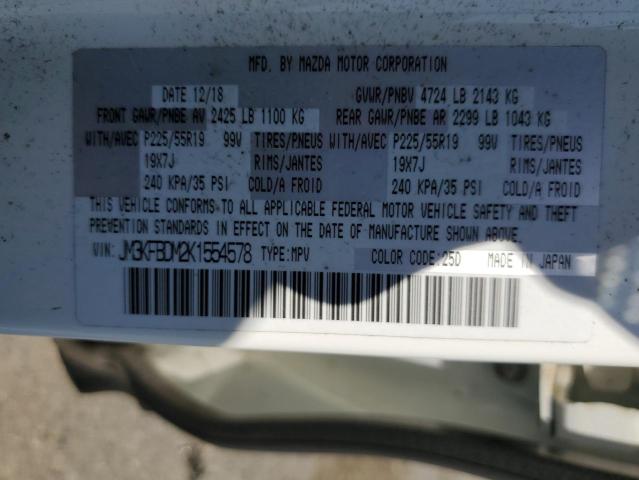 MFD. BY MAZDA MOTOR CORPORATION
DATE 12/18 GVWR/PNBV 4724 LB 2143 KG
FRONT GAWR/PNBE AV 2425 LB 1100 KG REAR GAWR/PNBE AR 2299 LB 1043 KG
WITH/AVEC P225/55R19 99V TIRES/PNEUS WITH/AVEC P225/55R19 99V TIRES/PNEUS
19X7J RIMS/JANTES 19X7J RIMS/JANTES
240 KPA/35 PSI COLD/A FROID 240 KPA/35 PSI COLD/A FROID
THIS VEHICLE CONFORMS TO ALL APPLICABLE FEDERAL MOTOR VEHICLE SAFETY AND THEFT
PREVENTION STANDARDS IN EFFECT ON THE DATE OF MANUFACTURE SHOWN ABOVE.
VIN: JM3KFBDM2K1554578 TYPE:MPV COLOR CODE:25D MADE IN JAPAN